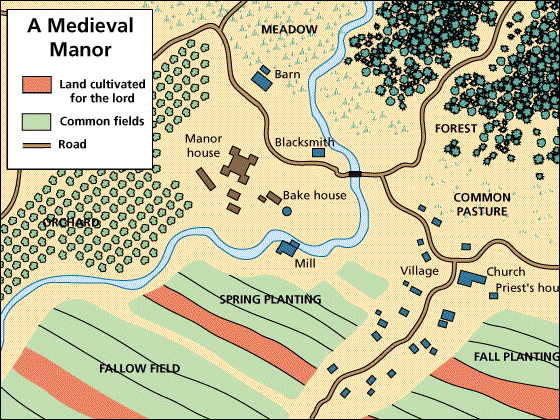 A Medieval
Manor
Land cultivated
for the lord
Common fields
Road
MEADOW
Barn
FOREST
Blacksmith
Manor
house
Bake house
COMMON
PASTURE
ORCHARD
Mill
Village
Church
Priest's hou
SPRING PLANTING
FALLOW FIELD
FALL PLANTING